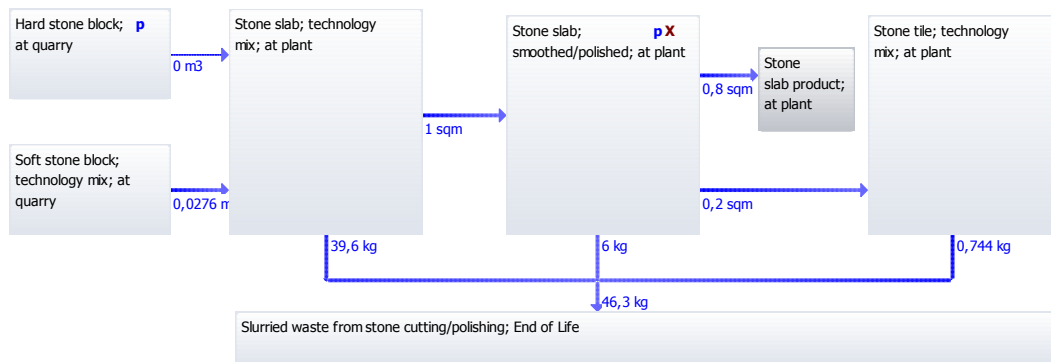 Hard stone block; p
at quarry
0 m3
Soft stone block;
technology mix; at
quarry
0,0276 m
Stone slab; technology
mix; at plant
1 sqm
Stone slab; p X
smoothed/polished; at plant
0,8 sqm
Stone
slab product;
at plant
0,2 sqm
Stone tile; technology
mix; at plant
39,6 kg
6 kg
0,744 kg
46,3 kg
Slurried waste from stone cutting/polishing; End of Life